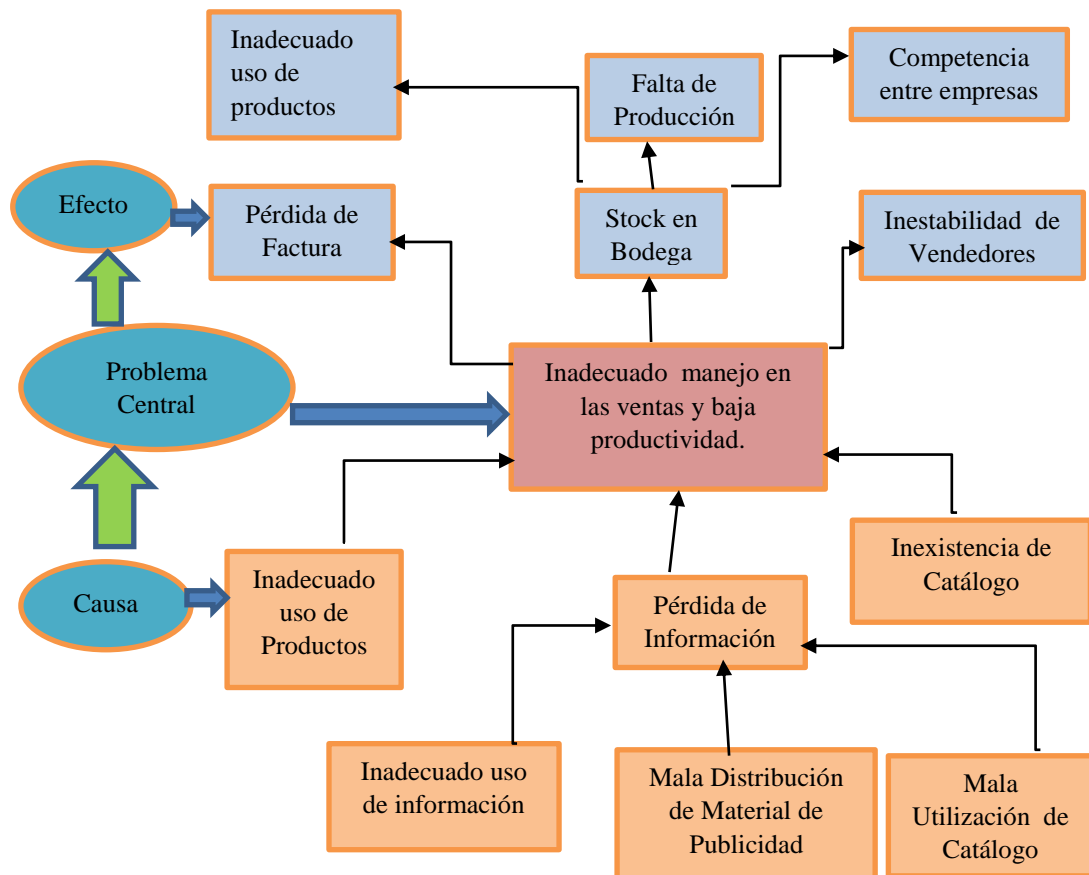 Inadecuado
uso de
productos
Falta de
Producción
Competencia
entre empresas
Efecto
Pérdida de
Factura
Stock en
Bodega
Inestabilidad de
Vendedores
Problema
Central
Inadecuado manejo en
las ventas y baja
productividad.
Causa
Inadecuado
uso de
Productos
Pérdida de
Información
Inexistencia de
Catálogo
Inadecuado uso
de información
Mala Distribución
de Material de
Publicidad
Mala
Utilización de
Catálogo